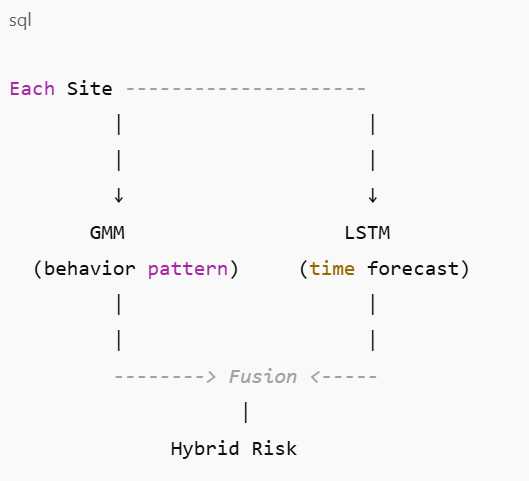 sql
Each Site ---------------------
| |
| |
↓ ↓
GMM LSTM
(behavior pattern) (time forecast)
| |
| |
--------> Fusion <-----
|
Hybrid Risk